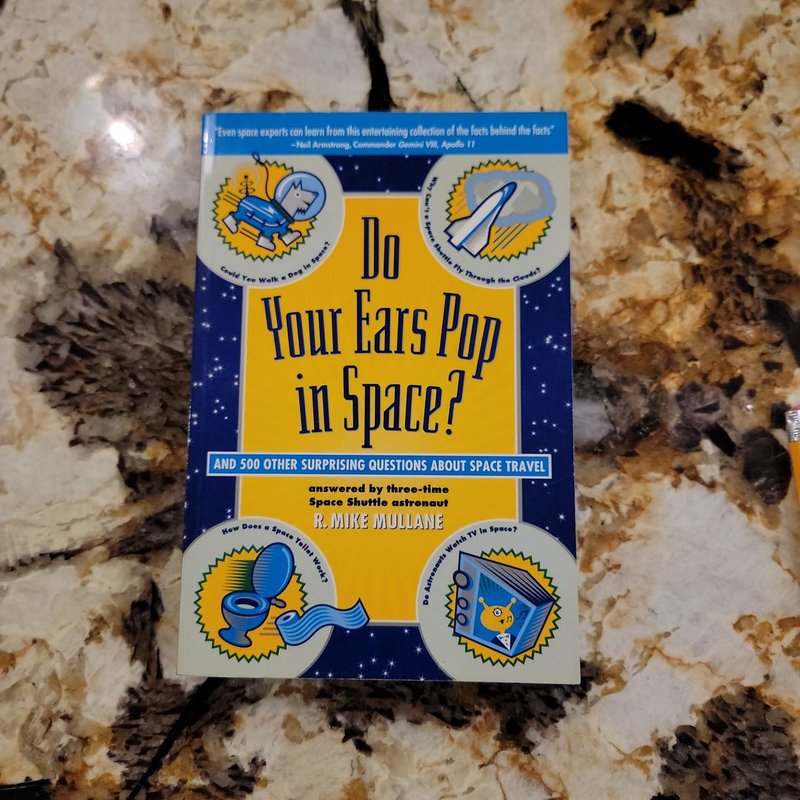 "Even space experts can learn from this entertaining collection of the facts behind the facts"
–Neil Armstrong, Commander Gemini VIII, Apollo 11
Could You Walk a Dog in Space?
Why Can't a Space Shuttle Fly Through the Clouds?
Do
Your Ears Pop
in Space?
AND 500 OTHER SURPRISING QUESTIONS ABOUT SPACE TRAVEL
answered by three-time
Space Shuttle astronaut
R. MIKE MULLANE
How Does a Space Toilet Work?
Do Astronauts Watch TV in Space?